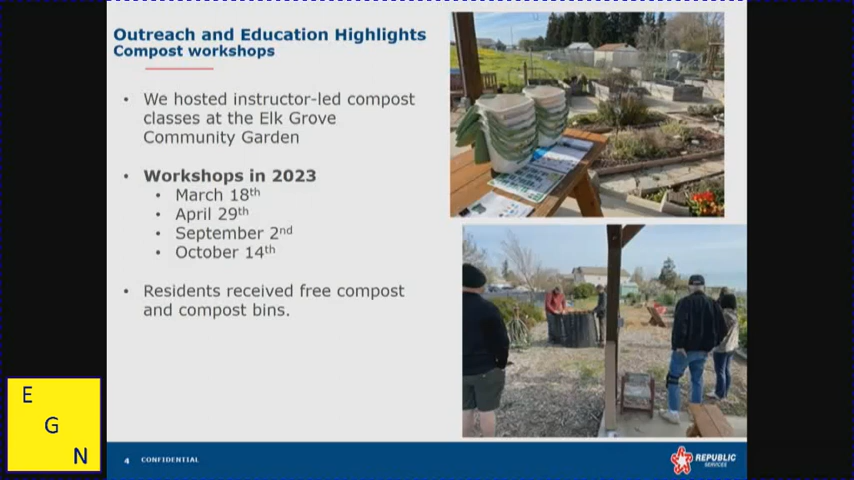 Outreach and Education Highlights
Compost workshops
• We hosted instructor-led compost
classes at the Elk Grove
Community Garden
• Workshops in 2023
• March 18th
• April 29th
• September 2nd
• October 14th
• Residents received free compost
and compost bins.
E
G
N
4 CONFIDENTIAL
REPUBLIC
SERVICES